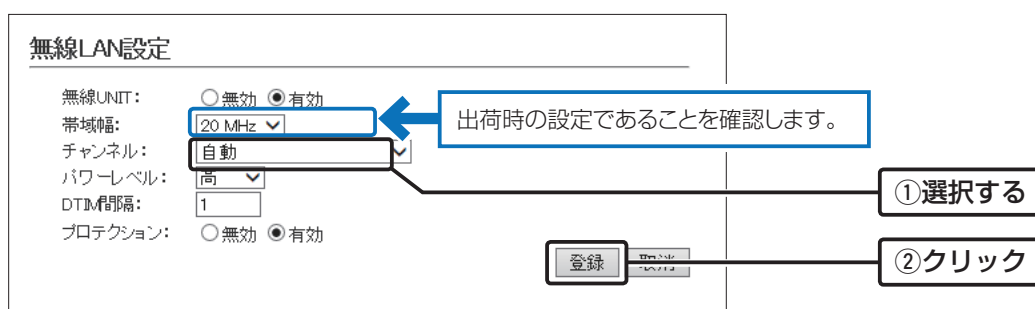 無線LAN設定
無線UNIT： 無効 有効
帯域幅： 20 MHz
出荷時の設定であることを確認します。
チャンネル： 自動
パワーレベル： 高
①選択する
DTIM間隔： 1
プロテクション： 無効 有効
登録 取消
②クリック